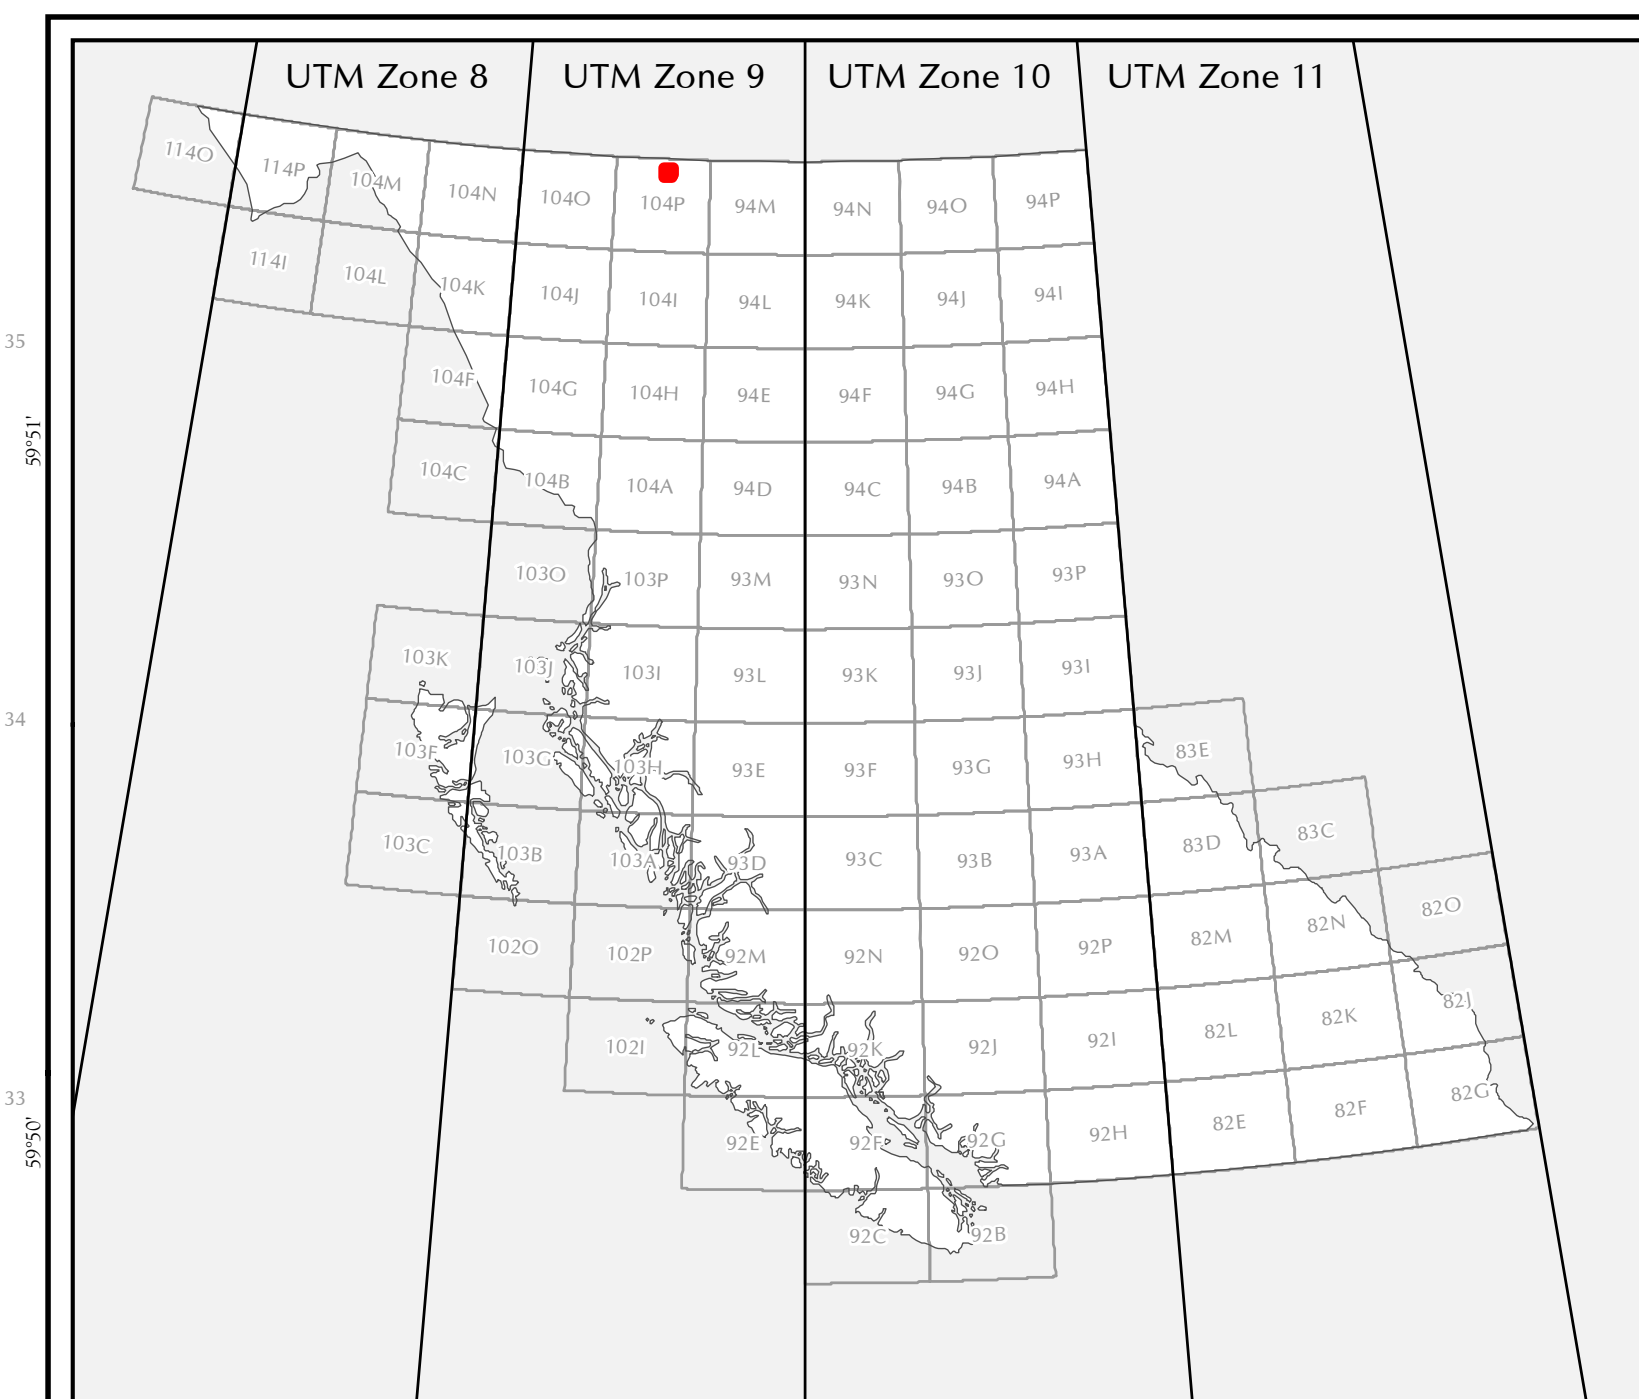 UTM Zone 8 UTM Zone 9 UTM Zone 10 UTM Zone 11
114O 114P 104M 104N 104O 104P 94M 94N 94O 94P
114I 104L 104K 104J 104I 94L 94K 94J 94I
35
104F 104G 104H 94E 94F 94G 94H
59°51'
104C 104B 104A 94D 94C 94B 94A
103O 103P 93M 93N 93O 93P
103K 103J 103I 93L 93K 93J 93I
34
103F 103G 103H 93E 93F 93G 93H 83E
103C 103B 103A 93D 93C 93B 93A 83D 83C
102O 102P 92M 92N 92O 92P 82M 82N 82O
102I 92L 92K 92J 92I 82L 82K 82J
33
59°50'
92E 92F 92G 92H 82E 82F 82G
92C 92B